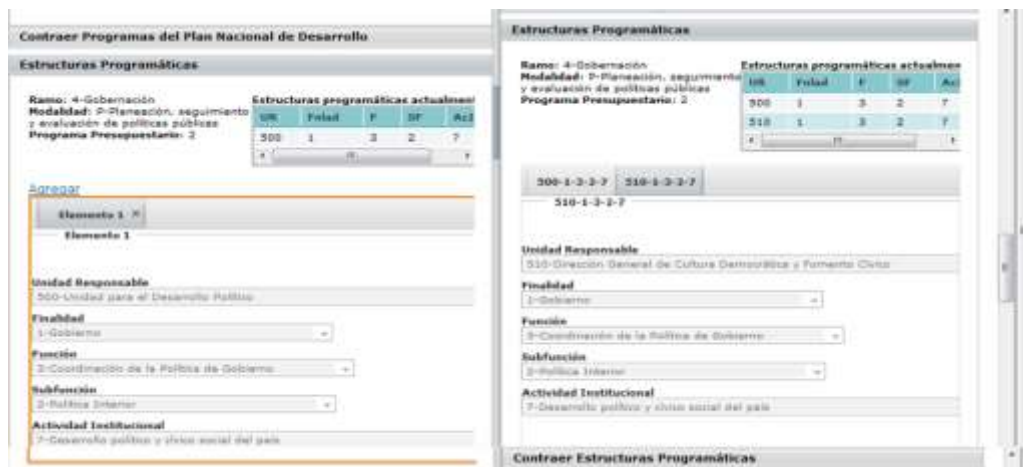 Contraer Programas del Plan Nacional de Desarrollo
Estructuras Programáticas
Ramo: 4-Gobernación
Modalidad: P-Planeación, seguimiento
y evaluación de políticas públicas
Programa Presupuestario: 2
Estructuras programáticas actualmen
UR Fnlad F SF Act
500 1 3 2 7
Agregar
Elemento 1
Elemento 1
Unidad Responsable
500-Unidad para el Desarrollo Político
Finalidad
1-Gobierno
Función
3-Coordinación de la Política de Gobierno
Subfunción
2-Política Interior
Actividad Institucional
7-Desarrollo político y cívico social del país
Estructuras Programáticas
Ramo: 4-Gobernación
Modalidad: P-Planeación, seguimiento
y evaluación de políticas públicas
Programa Presupuestario: 2
Estructuras programáticas actualmen
UR Fnlad F SF Act
500 1 3 2 7
510 1 3 2 7
500-1-3-2-7 510-1-3-2-7
510-1-3-2-7
Unidad Responsable
510-Dirección General de Cultura Democrática y Fomento Cívico
Finalidad
1-Gobierno
Función
3-Coordinación de la Política de Gobierno
Subfunción
2-Política Interior
Actividad Institucional
7-Desarrollo político y cívico social del país
Contraer Estructuras Programáticas